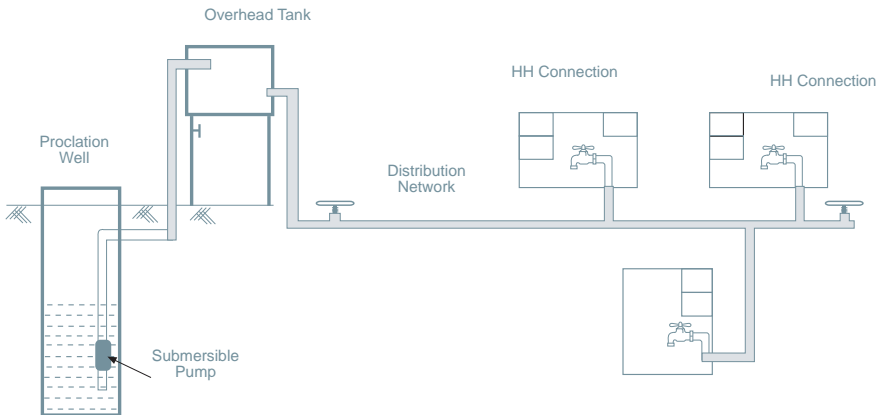 Overhead Tank
HH Connection
HH Connection
Proclation
Well
Distribution
Network
Submersible
Pump